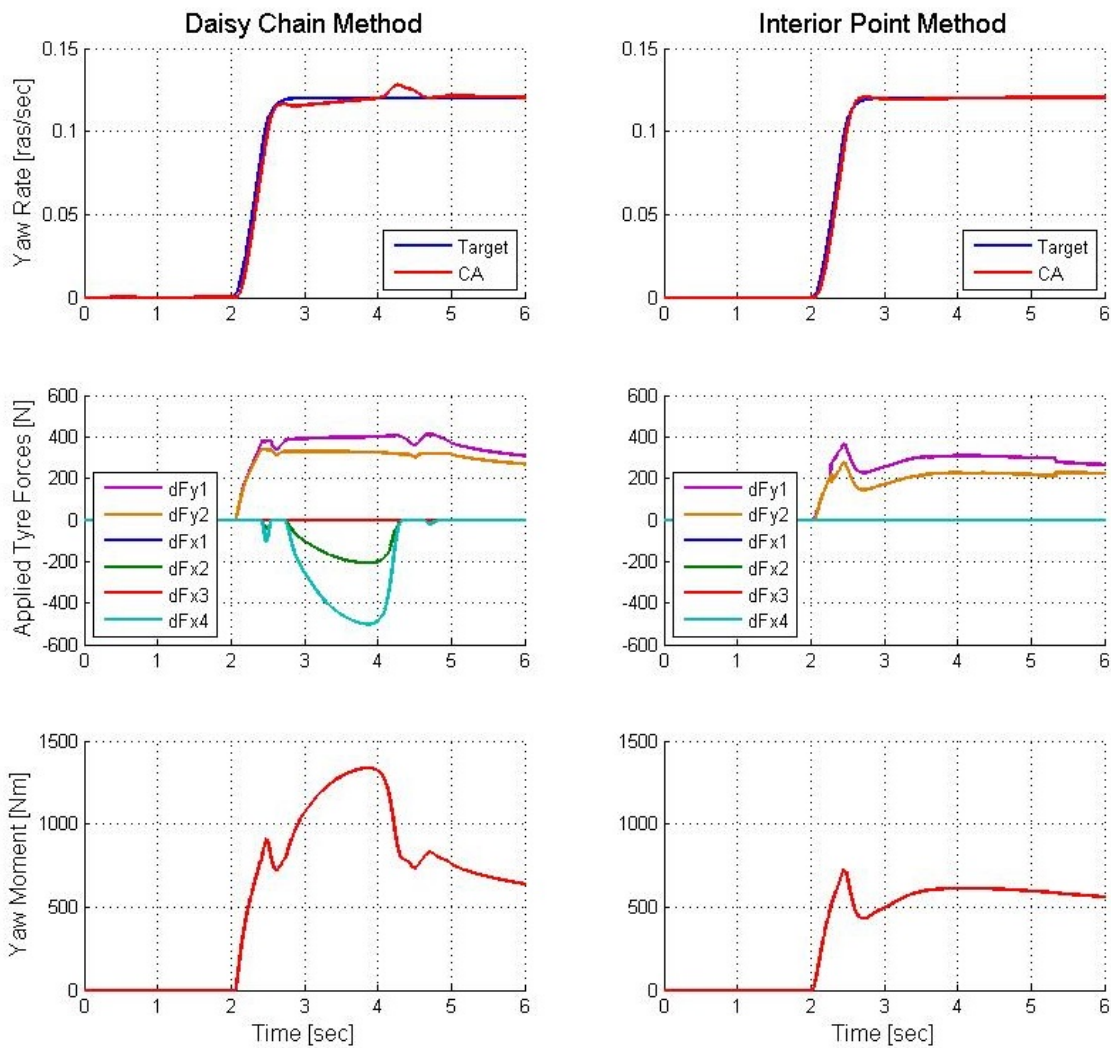 Daisy Chain Method
Interior Point Method
Yaw Rate [ras/sec]
0.15
0.1
0.05
0
Target
CA
0 1 2 3 4 5 6
0.15
0.1
0.05
0
Target
CA
0 1 2 3 4 5 6
Applied Tyre Forces [N]
600
400
200
0
-200
-400
-600
dFy1
dFy2
dFx1
dFx2
dFx3
dFx4
0 1 2 3 4 5 6
600
400
200
0
-200
-400
-600
dFy1
dFy2
dFx1
dFx2
dFx3
dFx4
0 1 2 3 4 5 6
Yaw Moment [Nm]
1500
1000
500
0
0 1 2 3 4 5 6
Time [sec]
1500
1000
500
0
0 1 2 3 4 5 6
Time [sec]